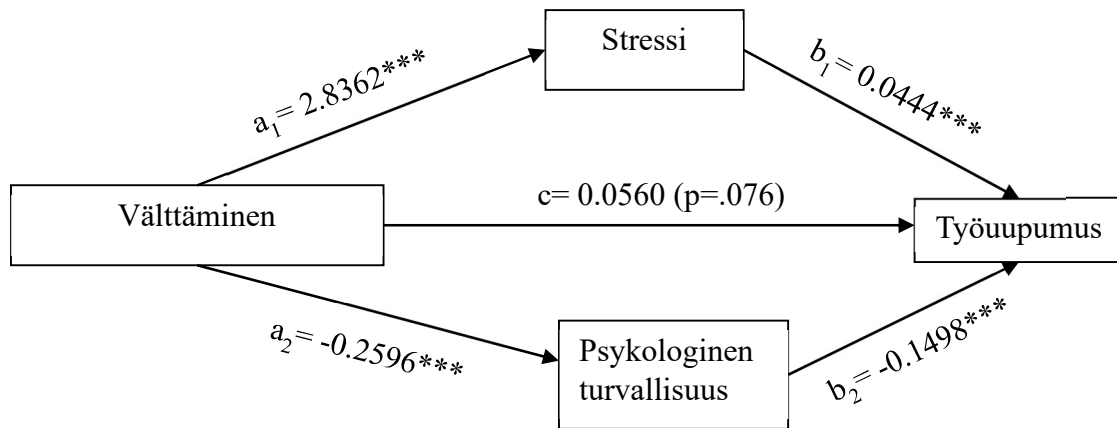 Stressi
a₁= 2.8362***
b₁= 0.0444***
Välttäminen
c= 0.0560 (p=.076)
Työuupumus
a₂= -0.2596***
Psykologinen
turvallisuus
b₂= -0.1498***